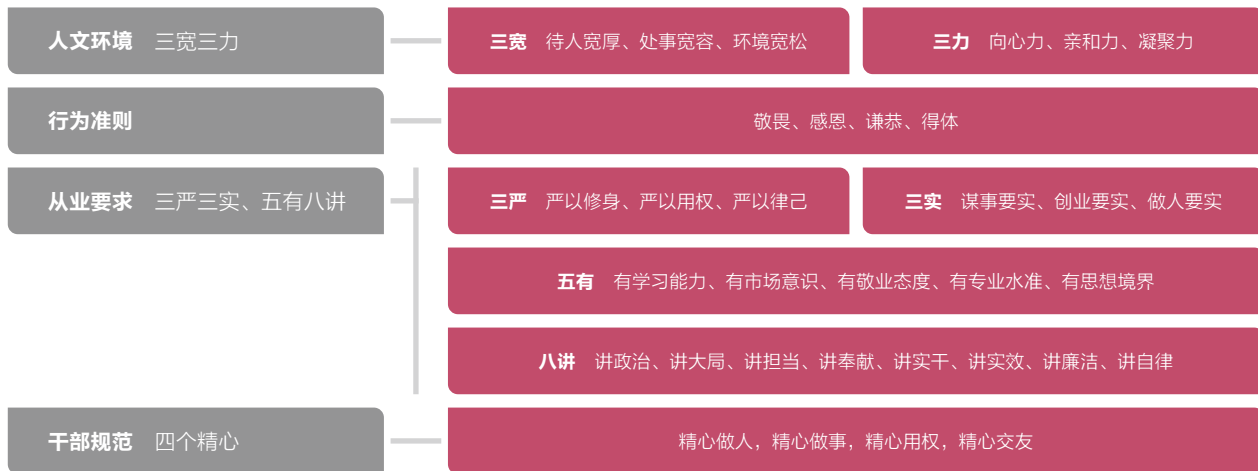 人文环境 三宽三力
三宽 待人宽厚、处事宽容、环境宽松
三力 向心力、亲和力、凝聚力
行为准则
敬畏、感恩、谦恭、得体
从业要求 三严三实、五有八讲
三严 严以修身、严以用权、严以律己
三实 谋事要实、创业要实、做人要实
五有 有学习能力、有市场意识、有敬业态度、有专业水准、有思想境界
八讲 讲政治、讲大局、讲担当、讲奉献、讲实干、讲实效、讲廉洁、讲自律
干部规范 四个精心
精心做人，精心做事，精心用权，精心交友